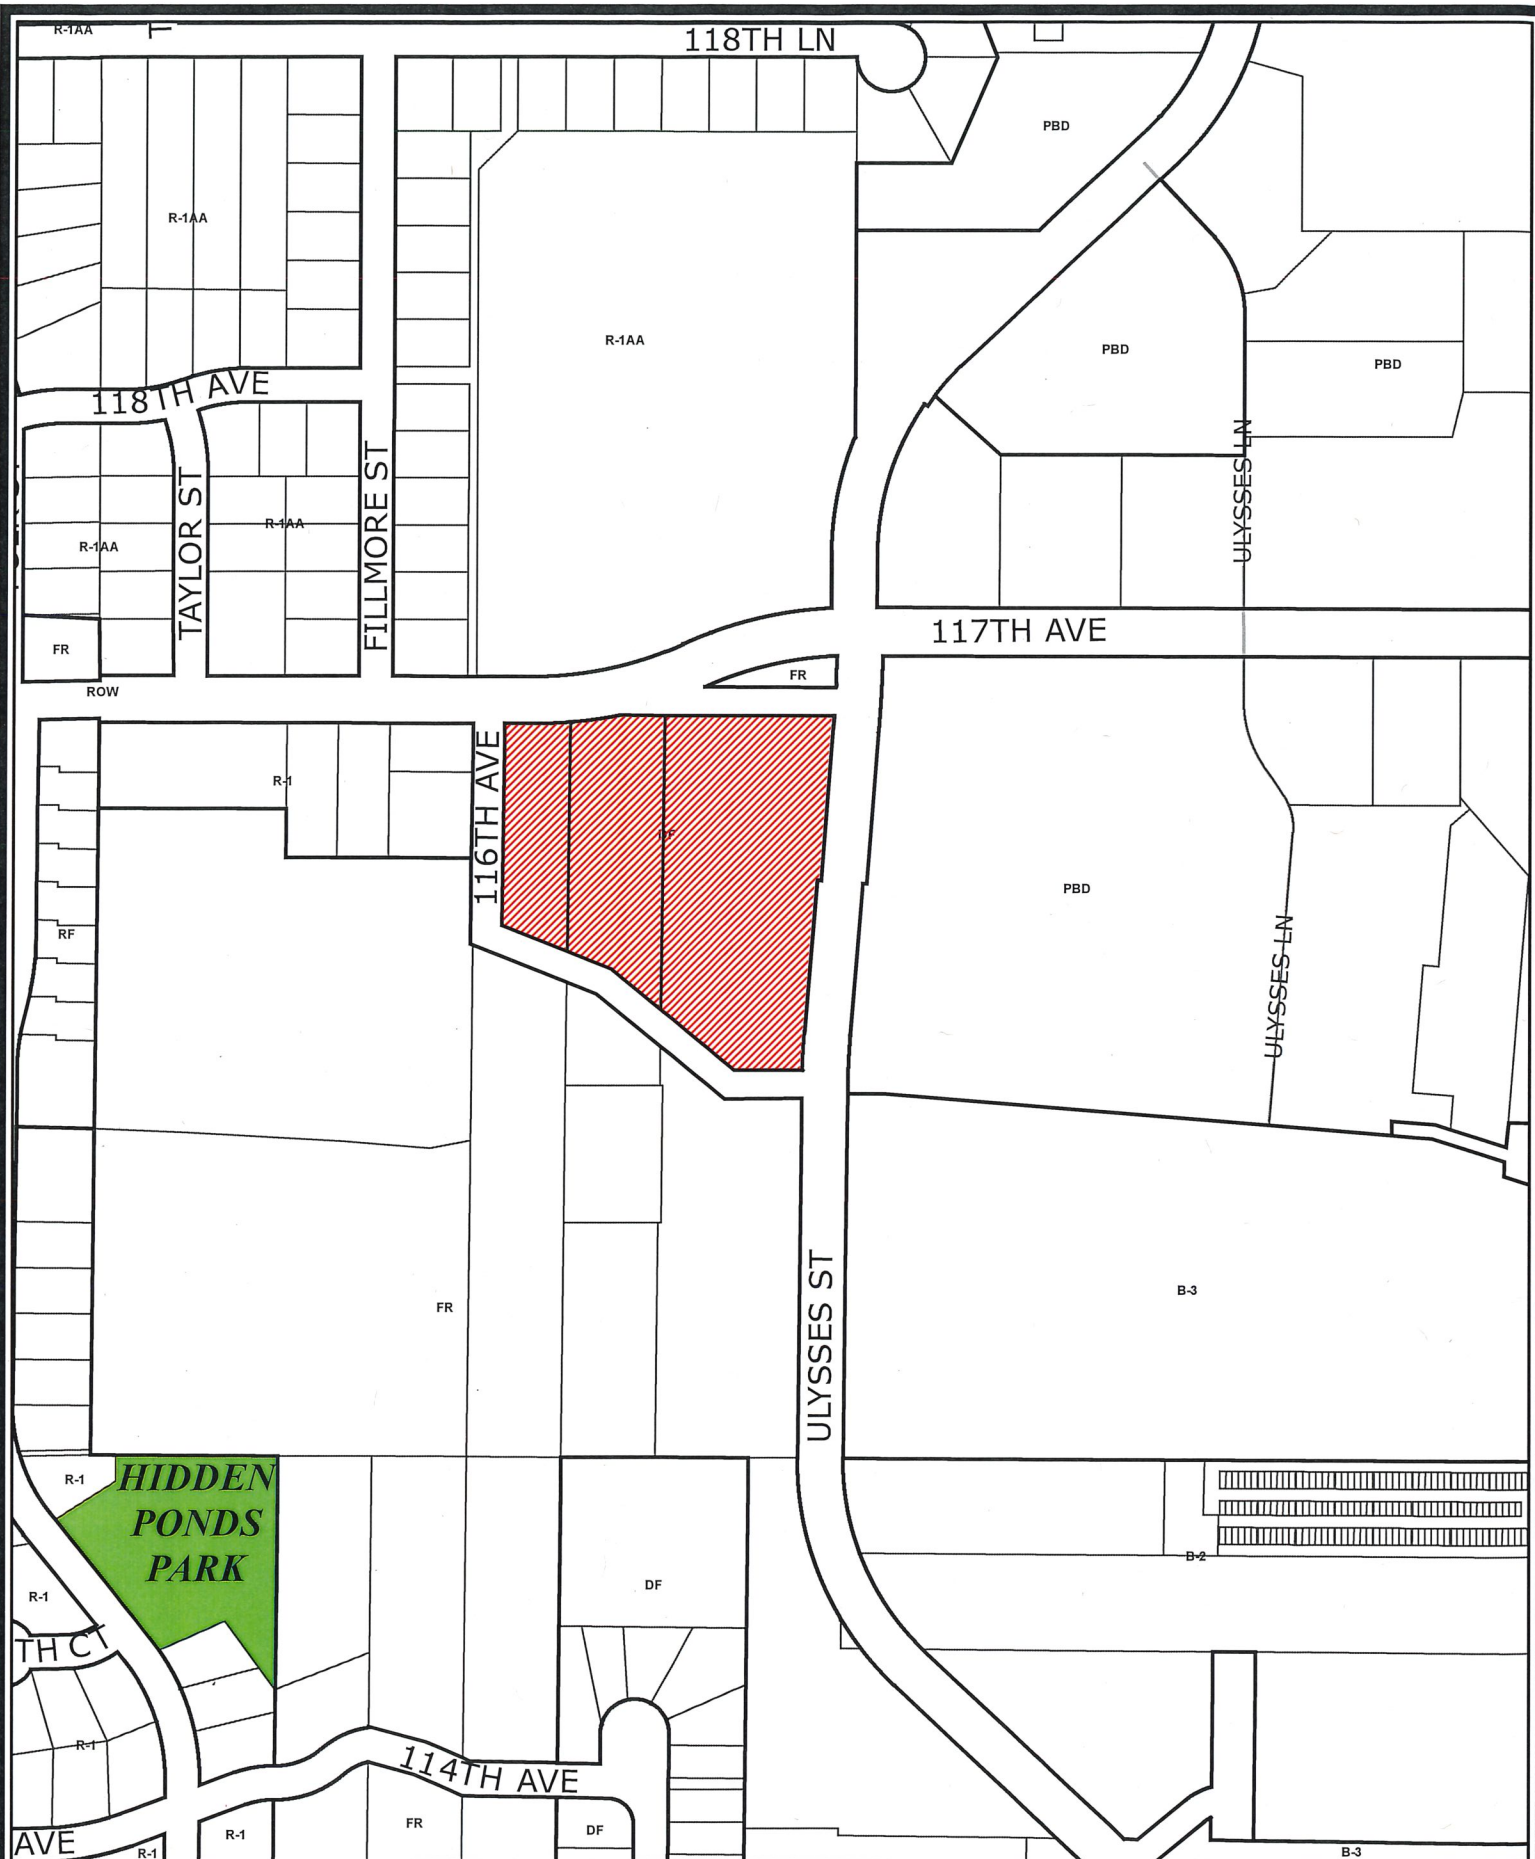 R-1AA
T
118TH LN
PBD
R-1AA
R-1AA
PBD
PBD
118TH AVE
ULYSSES LN
TAYLOR ST
FILLMORE ST
R-1AA
R-1AA
117TH AVE
FR
FR
ROW
116TH AVE
R-1
PBD
RF
ULYSSES LN
B-3
FR
ULYSSES ST
R-1
HIDDEN
PONDS
PARK
B-2
DF
R-1
TH CT
R-1
114TH AVE
FR
DF
R-1
AVE
R-1
B-3